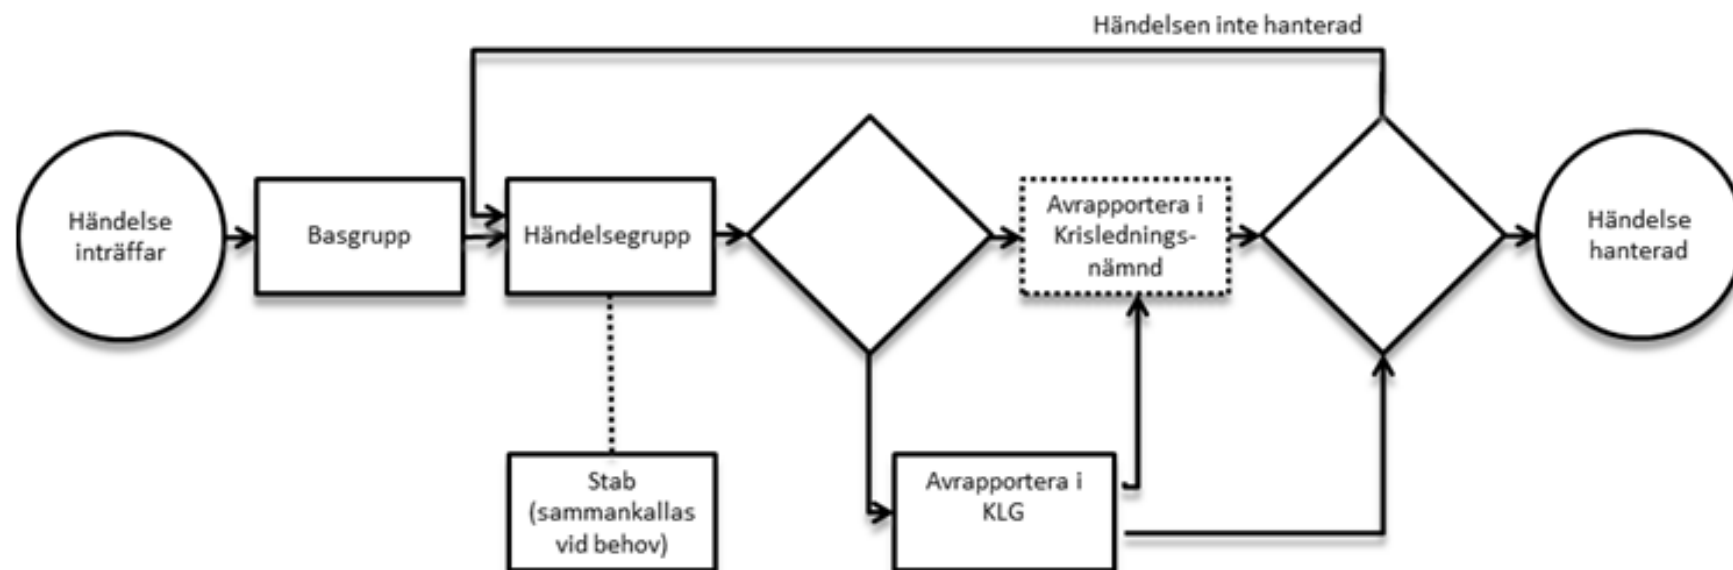 Händelsen inte hanterad
Händelse
inträffar
Basgrupp
Händelsegrupp
Avrapportera i
Krislednings-
nämnd
Händelse
hanterad
Stab
(sammankallas
vid behov)
Avrapportera i
KLG